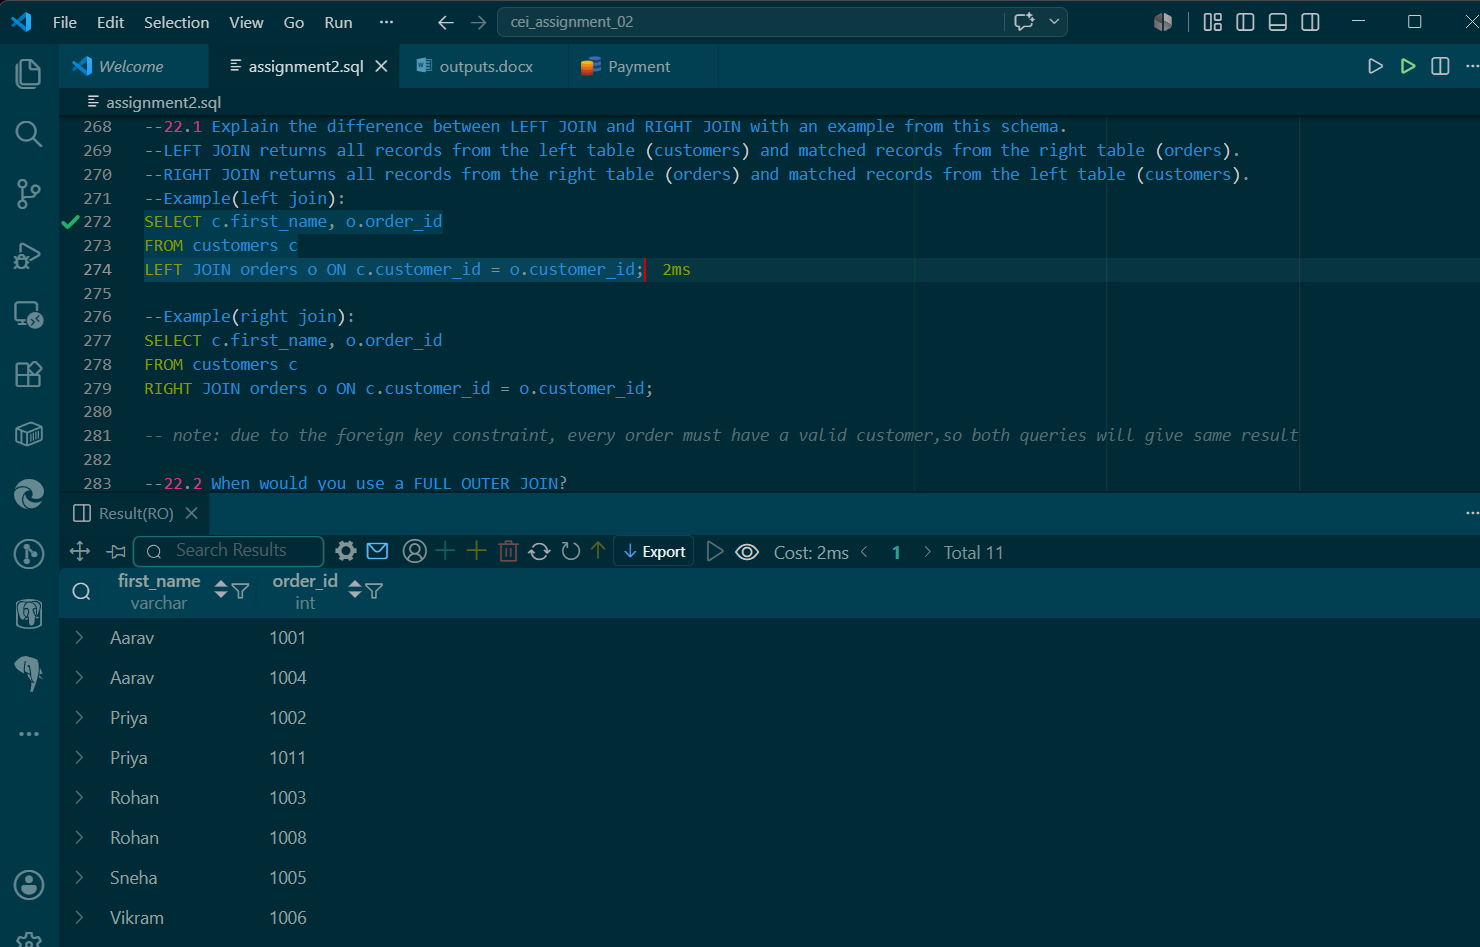 File Edit Selection View Go Run ··· cei_assignment_02
Welcome assignment2.sql outputs.docx Payment
assignment2.sql
268 --22.1 Explain the difference between LEFT JOIN and RIGHT JOIN with an example from this schema.
269 --LEFT JOIN returns all records from the left table (customers) and matched records from the right table (orders).
270 --RIGHT JOIN returns all records from the right table (orders) and matched records from the left table (customers).
271 --Example(left join):
272 SELECT c.first_name, o.order_id
273 FROM customers c
274 LEFT JOIN orders o ON c.customer_id = o.customer_id; 2ms
275
276 --Example(right join):
277 SELECT c.first_name, o.order_id
278 FROM customers c
279 RIGHT JOIN orders o ON c.customer_id = o.customer_id;
280
281 -- note: due to the foreign key constraint, every order must have a valid customer,so both queries will give same result
282
283 --22.2 When would you use a FULL OUTER JOIN?
Result(RO)
Search Results Export Cost: 2ms < 1 > Total 11
first_name order_id
varchar int
Aarav 1001
Aarav 1004
Priya 1002
Priya 1011
Rohan 1003
Rohan 1008
Sneha 1005
Vikram 1006